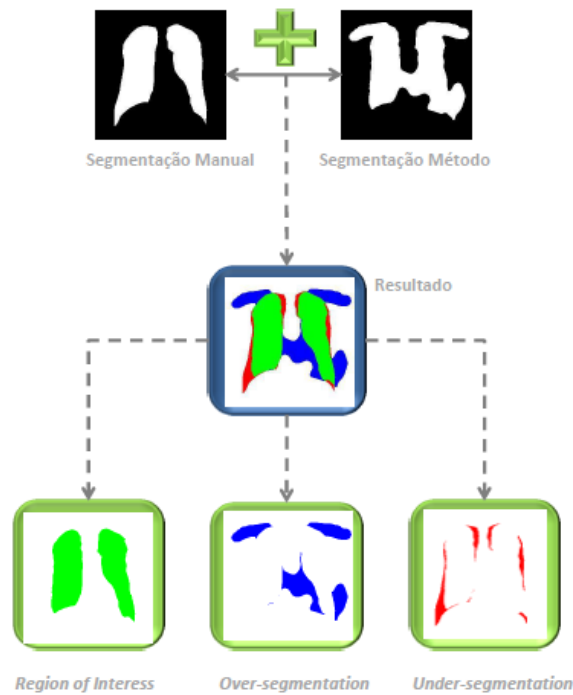 Segmentação Manual
Segmentação Método
Resultado
Region of Interess
Over-segmentation
Under-segmentation